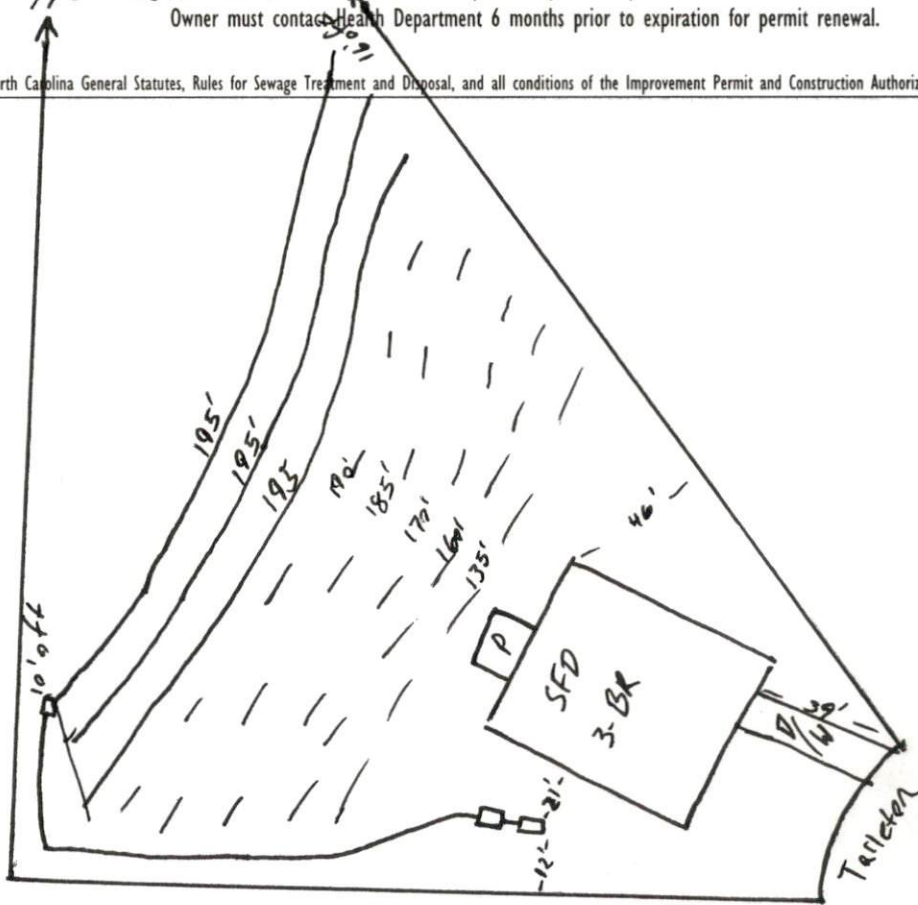 Owner must contact Health Department 6 months prior to expiration for permit renewal.
rth Carolina General Statutes, Rules for Sewage Treatment and Disposal, and all conditions of the Improvement Permit and Construction Authoriz
195'
195'
195'
190'
185'
170'
160'
135'
46'
10' off
P
SFD
3-BR
39'
D/W
21'
12'
Tarleton